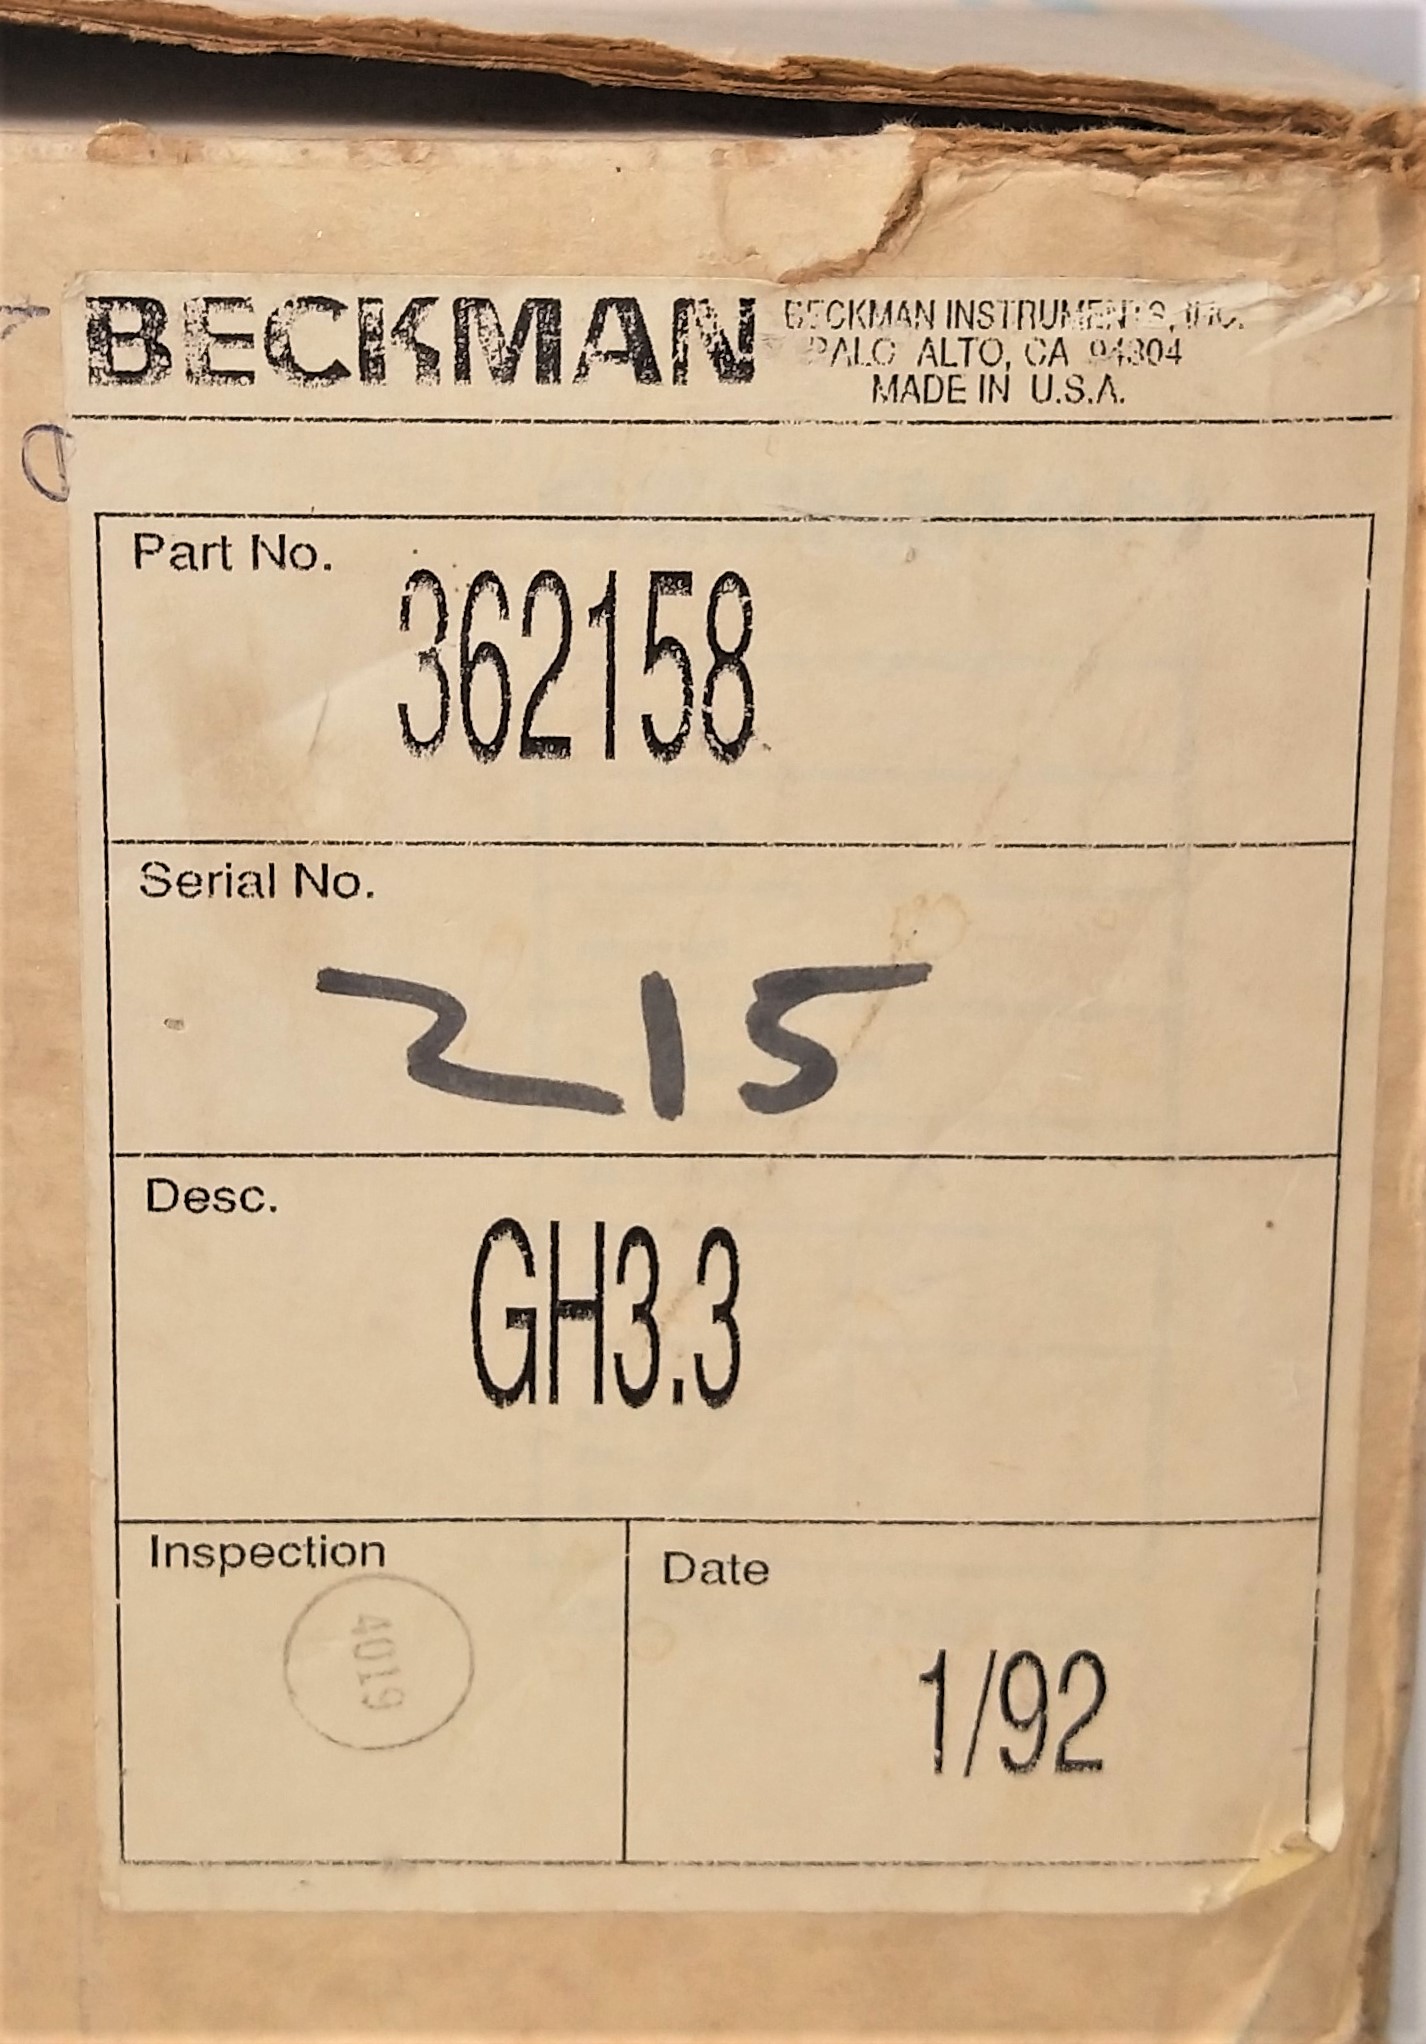 BECKMAN
BECKMAN INSTRUMENTS, INC.
PALO ALTO, CA 94304
MADE IN U.S.A.
Part No.
362158
Serial No.
215
Desc.
GH3.3
Inspection
4019
Date
1/92